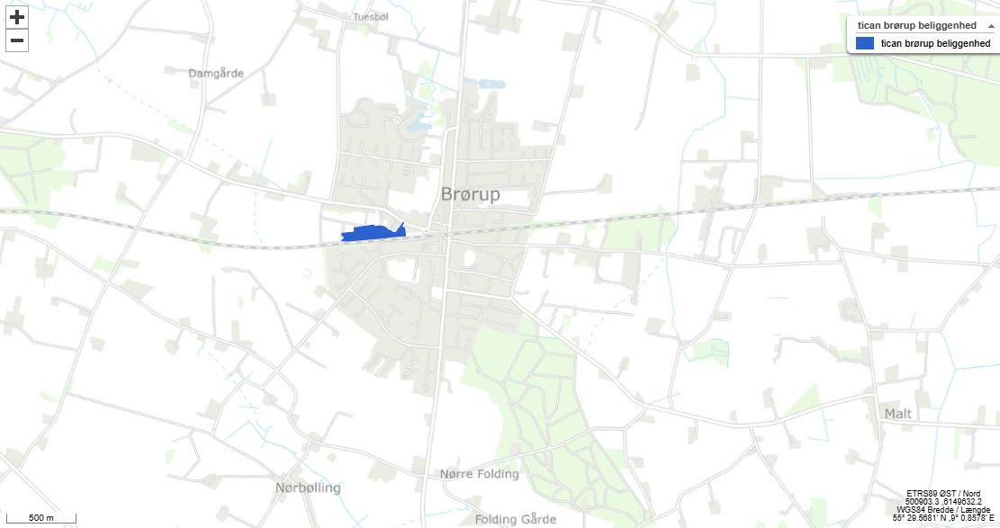 +
−
tican brørup beliggenhed
tican brørup beliggenhed
Tuesbøl
Damgårde
Brørup
Malt
Nørre Folding
Nørbølling
Folding Gårde
500 m
ETRS89 ØST / Nord
500903.3 ,6149632.2
WGS84 Bredde / Længde
55° 29.5681' N ,9° 0.8578' E